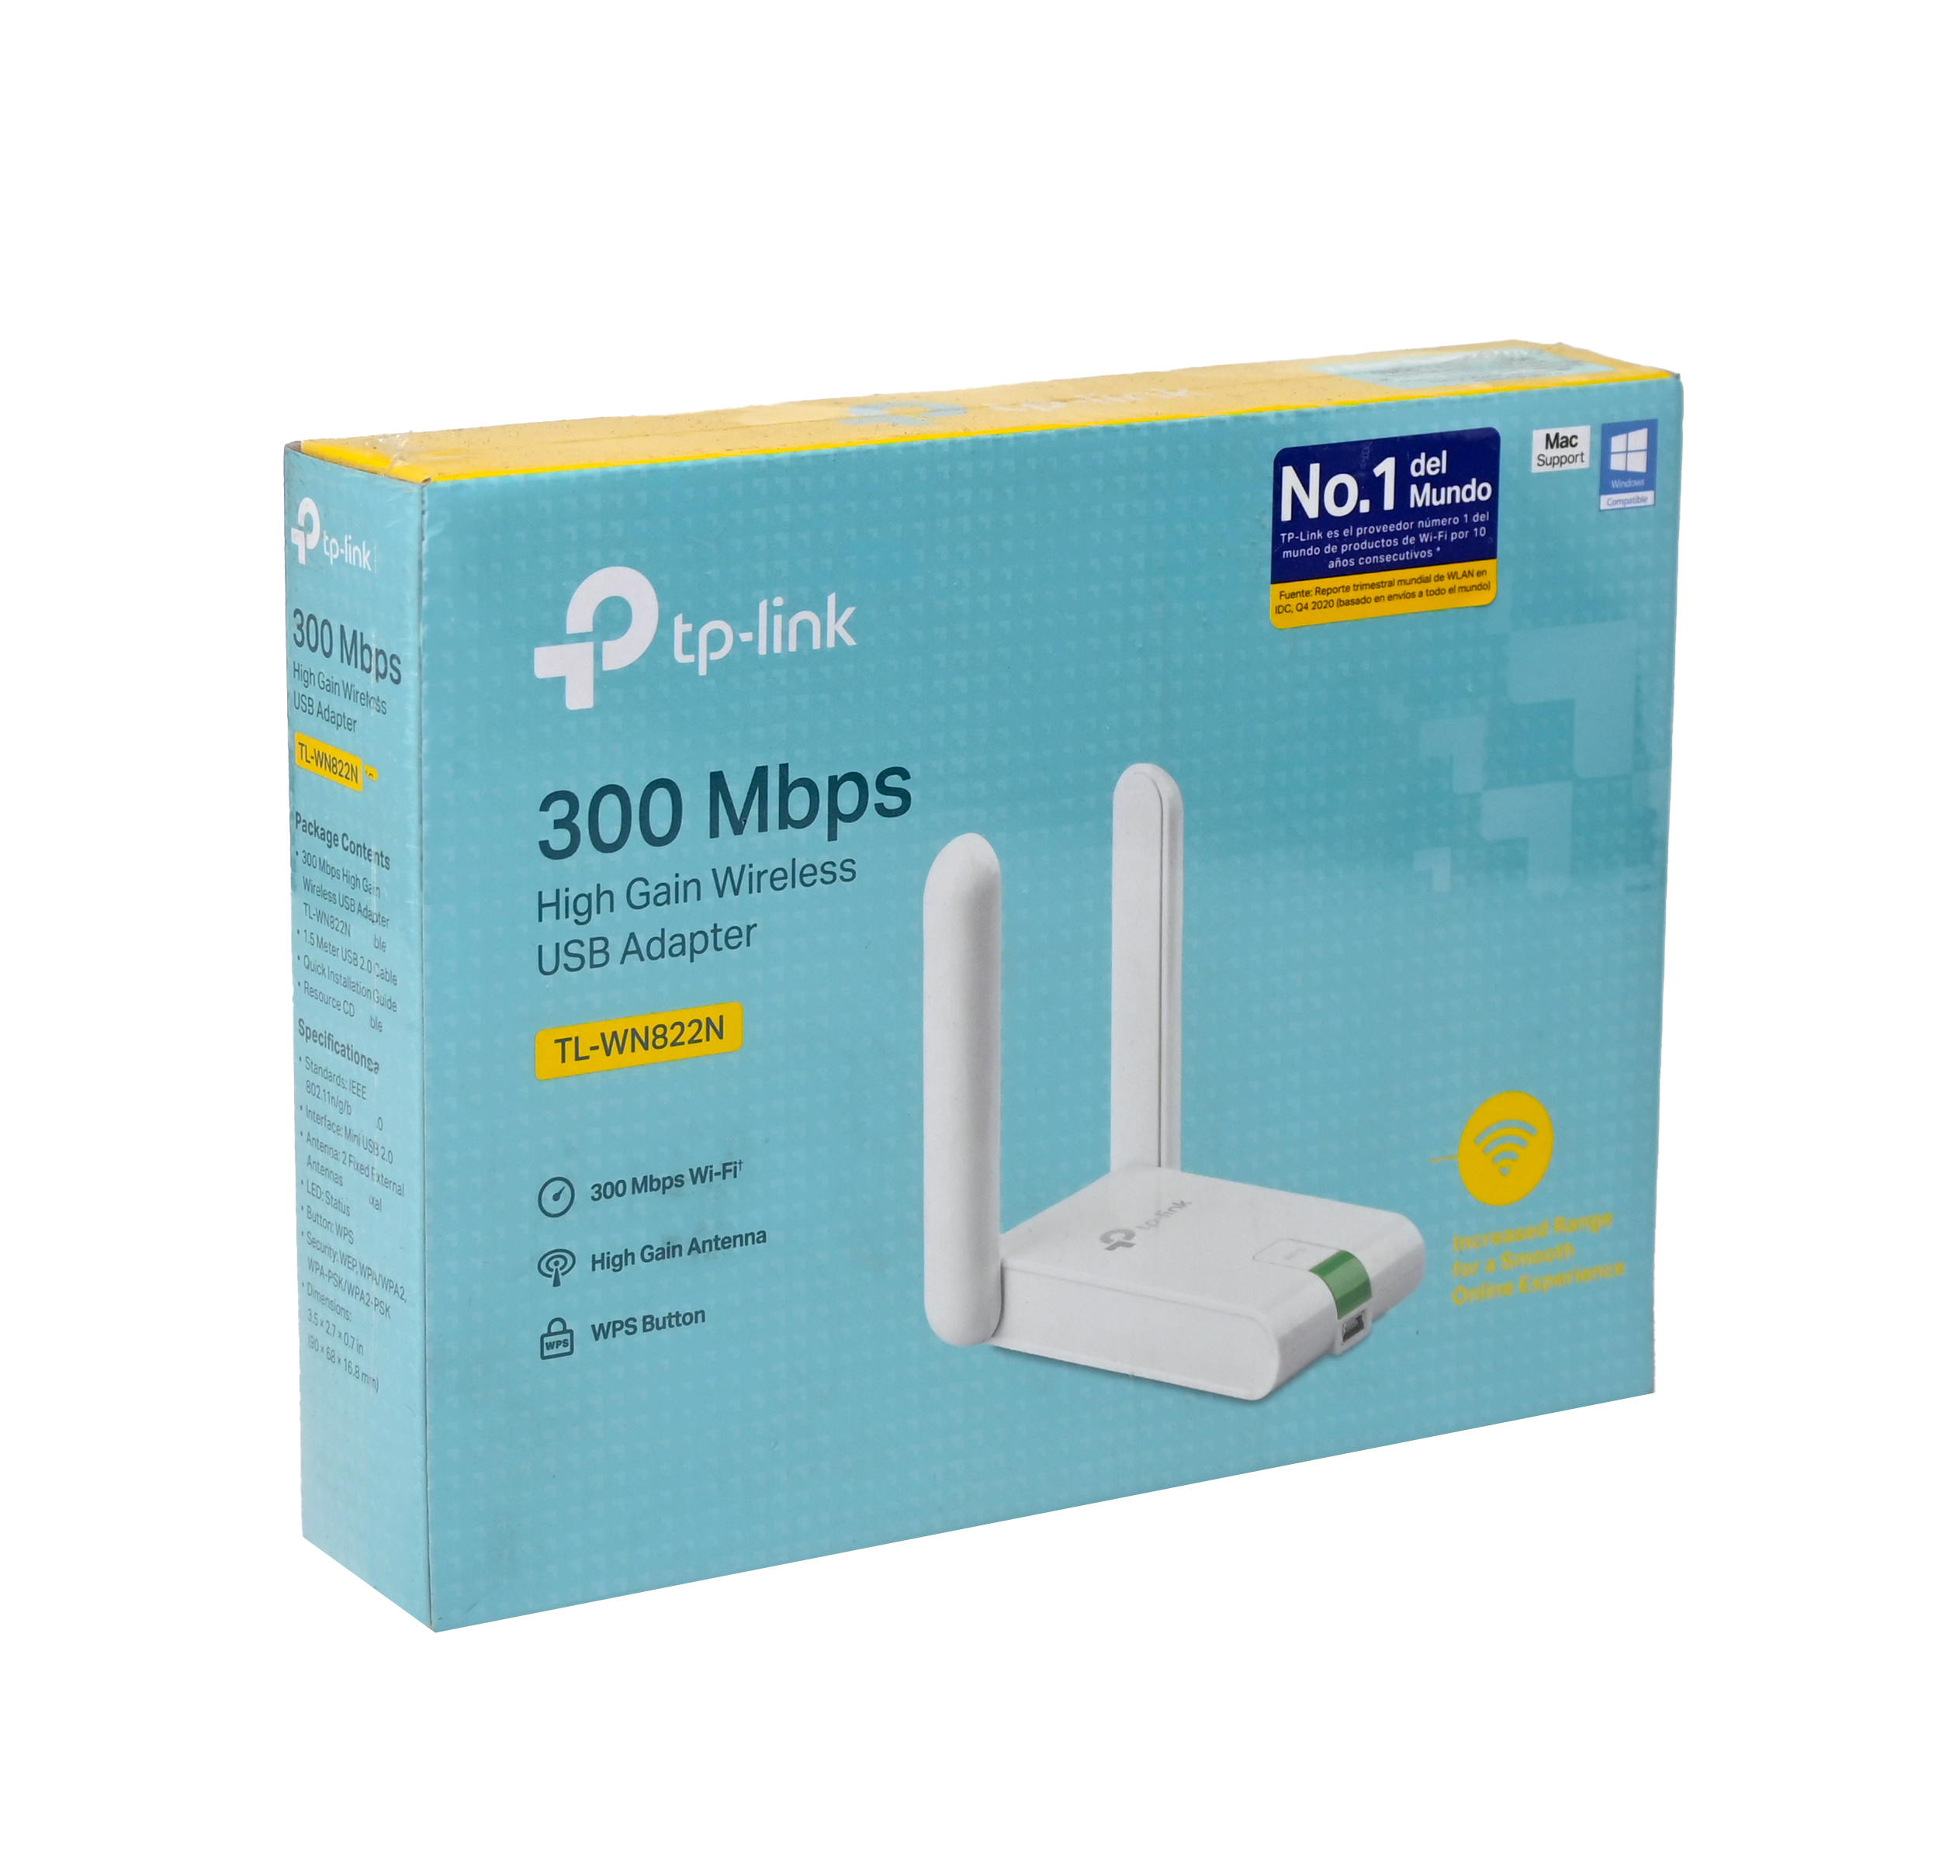 tp-link
tp-link
300 Mbps
High Gain Wireless
USB Adapter
TL-WN822N
Package Contents
• 300 Mbps High Gain
Wireless USB Adapter
TL-WN822N
ble
• 1.5 Meter USB 2.0 Cable
• Quick Installation Guide
• Resource CD
ble
Specifications
• Standards: IEEE
802.11n/g/b
.0
• Interface: Mini USB 2.0
• Antenna: 2 Fixed External
Antennas
• LED: Status
• Button: WPS
• Security: WEP, WPA/WPA2,
WPA-PSK/WPA2-PSK
• Dimensions:
3.5 × 2.7 × 0.7 in
(90 × 68 × 16.8 mm)
tp-link
300 Mbps
High Gain Wireless
USB Adapter
TL-WN822N
300 Mbps Wi-Fi†
High Gain Antenna
WPS
WPS Button
No.1 del
Mundo
TP-Link es el proveedor número 1 del
mundo de productos de Wi-Fi por 10
años consecutivos *
Fuente: Reporte trimestral mundial de WLAN en
IDC, Q4 2020 (basado en envíos a todo el mundo)
Mac
Support
Windows
Compatible
tp-link
Increased Range
for a Smooth
Online Experience